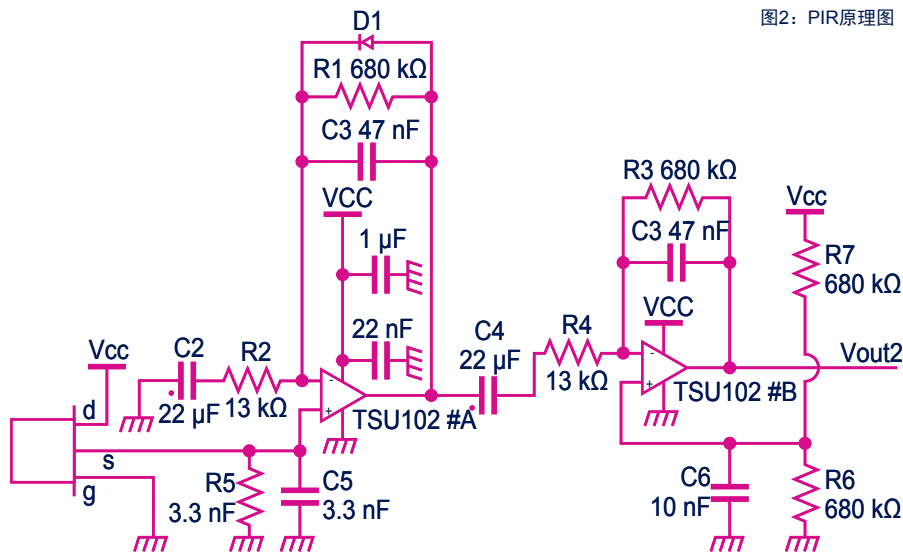 图2：PIR原理图
D1
R1 680 kΩ
C3 47 nF
VCC
1 µF
22 nF
R3 680 kΩ
C3 47 nF
VCC
Vcc
R7
680 kΩ
Vcc
C2
22 µF
R2
13 kΩ
-
+
TSU102 #A
C4
22 µF
R4
13 kΩ
-
+
TSU102 #B
Vout2
d
s
g
R5
3.3 nF
C5
3.3 nF
C6
10 nF
R6
680 kΩ